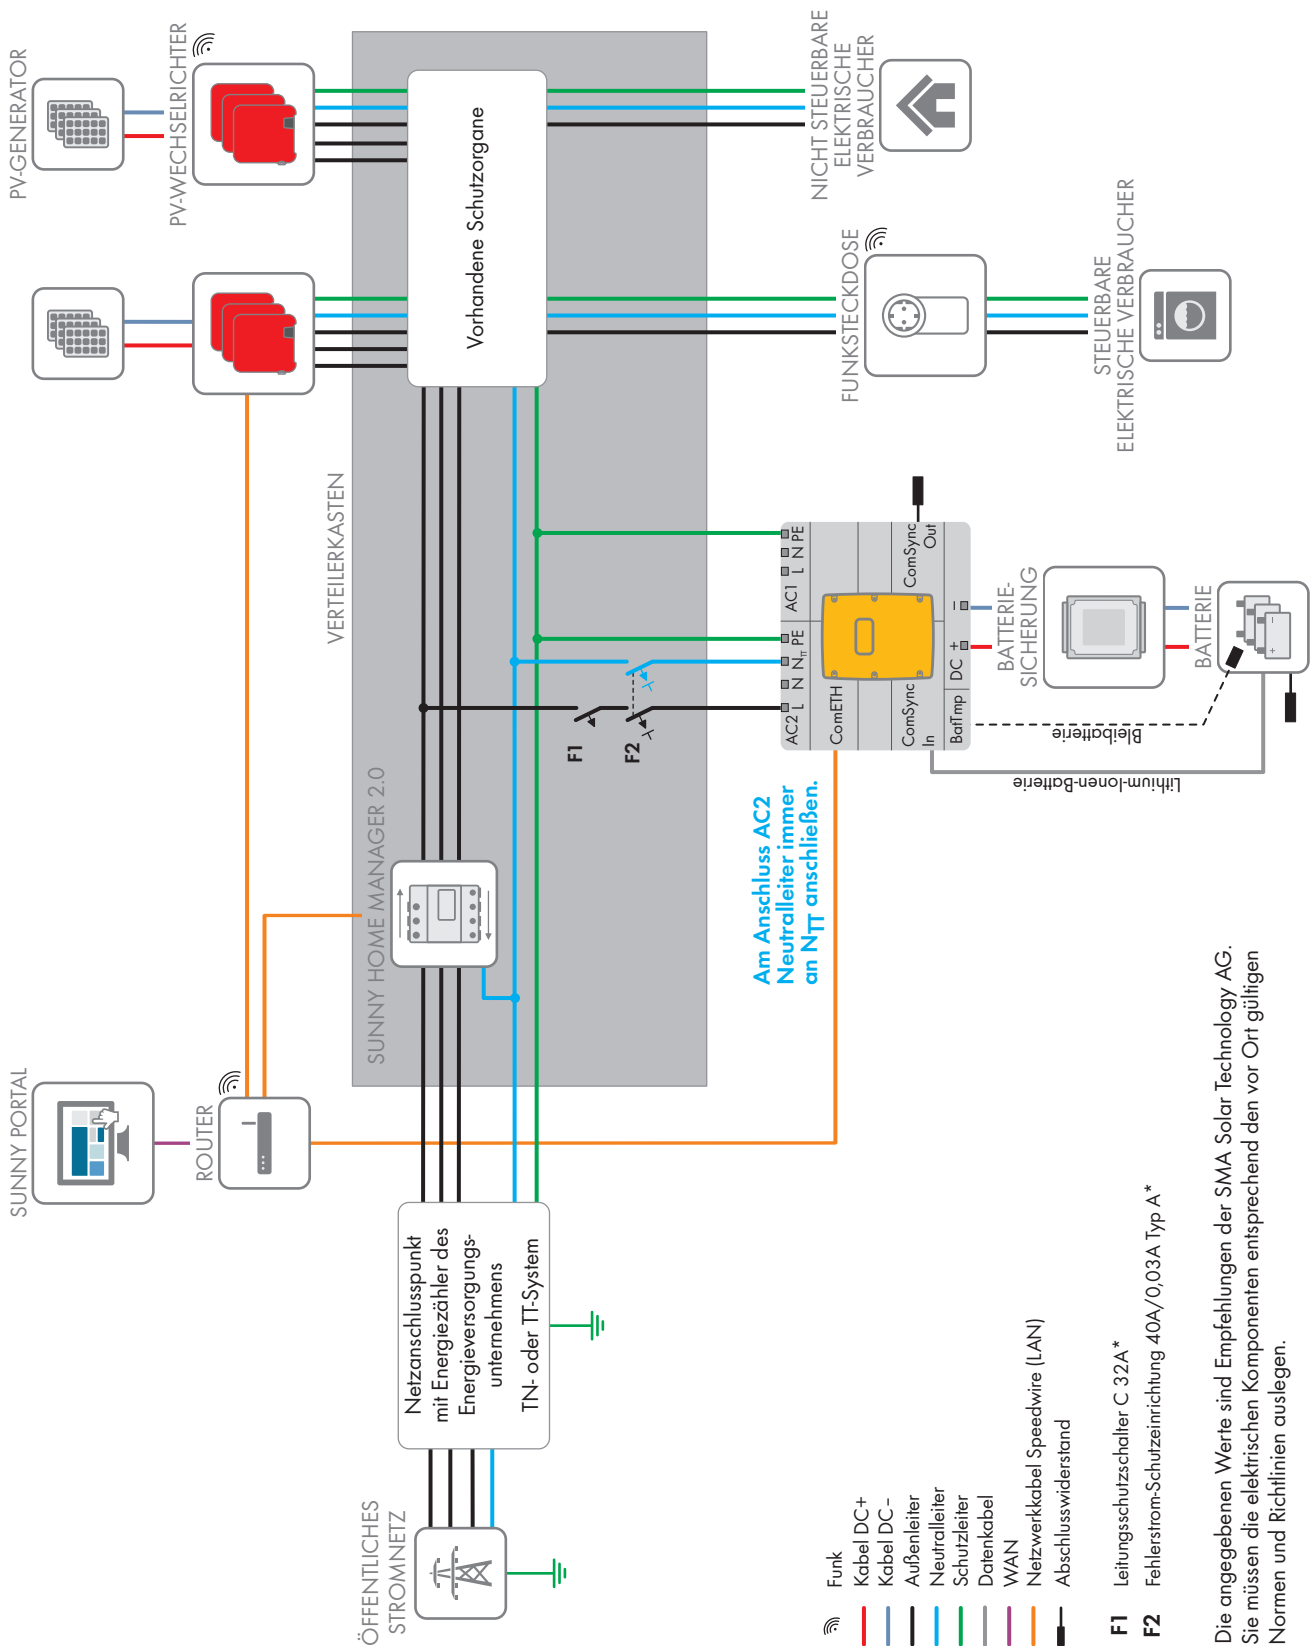 SUNNY PORTAL
ROUTER
PV-GENERATOR
PV-WECHSELRICHTER
ÖFFENTLICHES
STROMNETZ
Netzanschlusspunkt
mit Energiezähler des
Energieversorgungs-
unternehmens
TN- oder TT-System
VERTEILERKASTEN
SUNNY HOME MANAGER 2.0
Vorhandene Schutzorgane
F1
F2
Am Anschluss AC2
Neutralleiter immer
an NTT anschließen.
AC2 L N NTT PE
AC1 L N PE
ComETH
ComSync
In
ComSync
Out
BatTmp
DC + −
Bleibatterie
Lithium-Ionen-Batterie
BATTERIE-
SICHERUNG
BATTERIE
+ −
FUNKSTECKDOSE
STEUERBARE
ELEKTRISCHE VERBRAUCHER
NICHT STEUERBARE
ELEKTRISCHE
VERBRAUCHER
Funk
Kabel DC+
Kabel DC−
Außenleiter
Neutralleiter
Schutzleiter
Datenkabel
WAN
Netzwerkkabel Speedwire (LAN)
Abschlusswiderstand
F1 Leitungsschutzschalter C 32A*
F2 Fehlerstrom-Schutzeinrichtung 40A/0,03A Typ A*
Die angegebenen Werte sind Empfehlungen der SMA Solar Technology AG.
Sie müssen die elektrischen Komponenten entsprechend den vor Ort gültigen
Normen und Richtlinien auslegen.